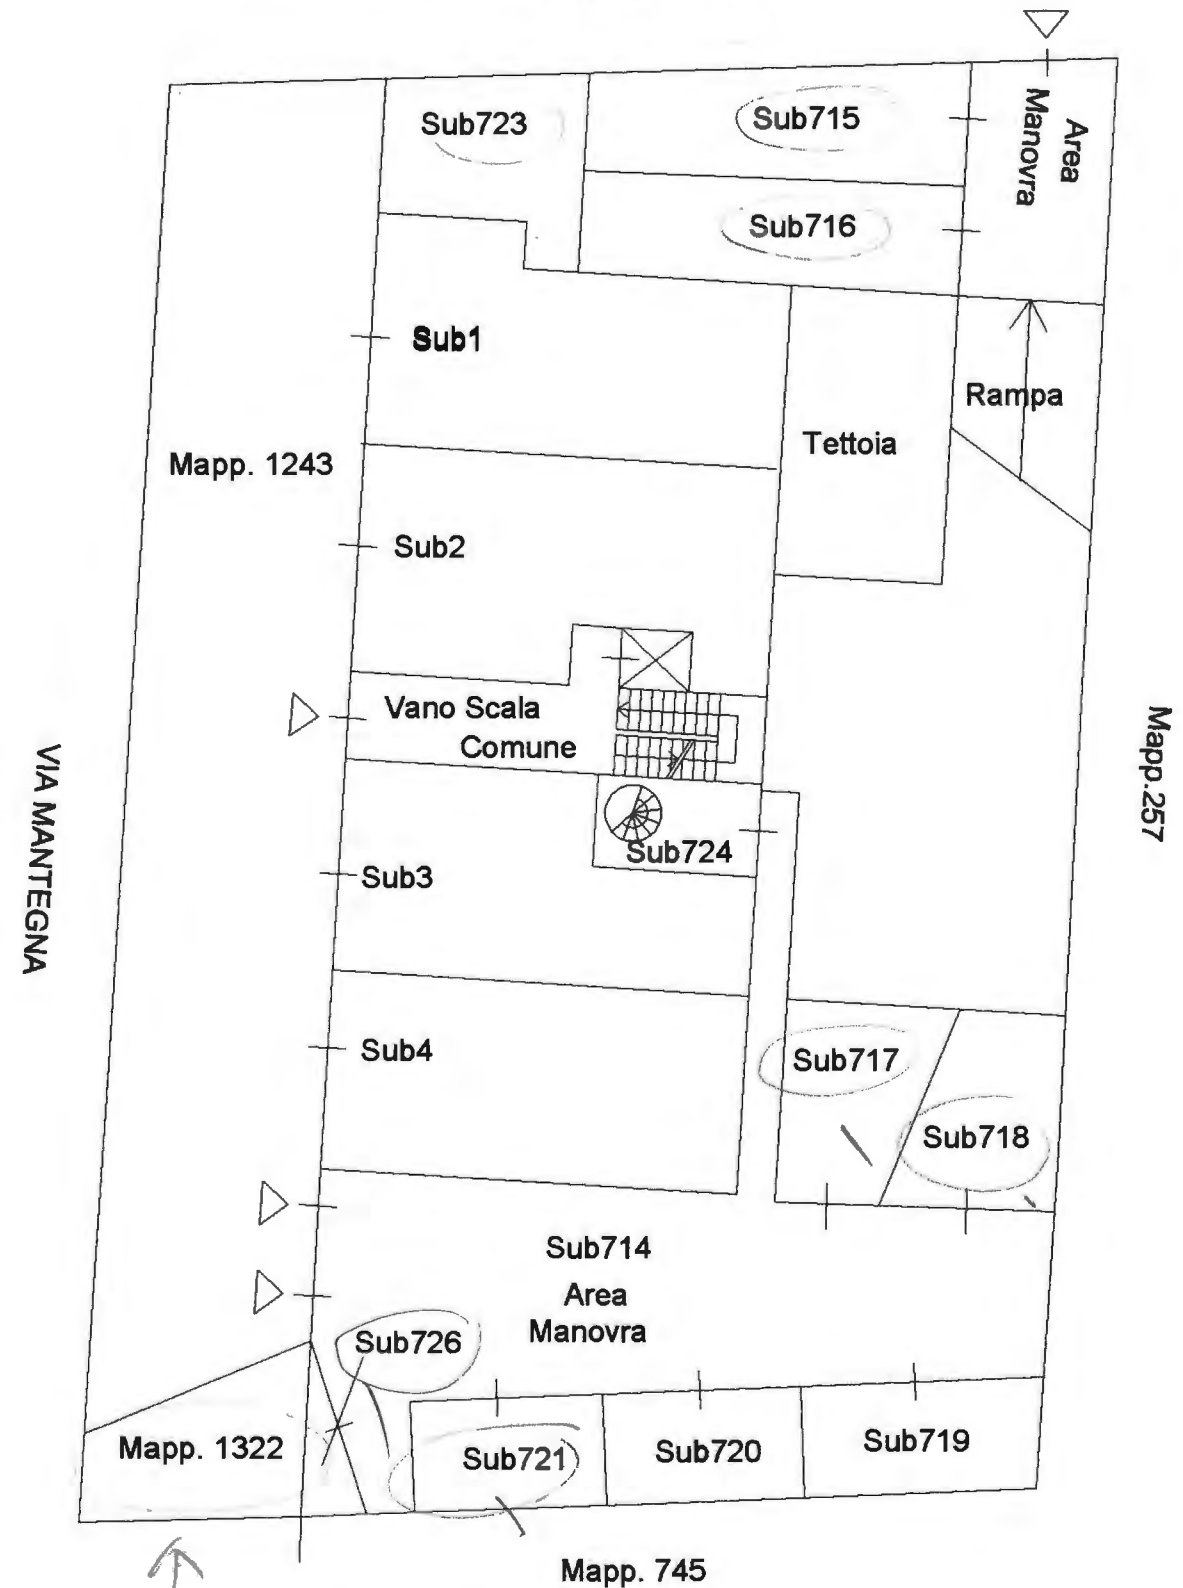 Sub723
Sub715
Area
Manovra
Sub716
Sub1
Rampa
Tettoia
Mapp. 1243
Sub2
Vano Scala
Comune
Mapp.257
VIA MANTEGNA
Sub724
Sub3
Sub4
Sub717
Sub718
Sub714
Area
Manovra
Sub726
Mapp. 1322
Sub721
Sub720
Sub719
Mapp. 745